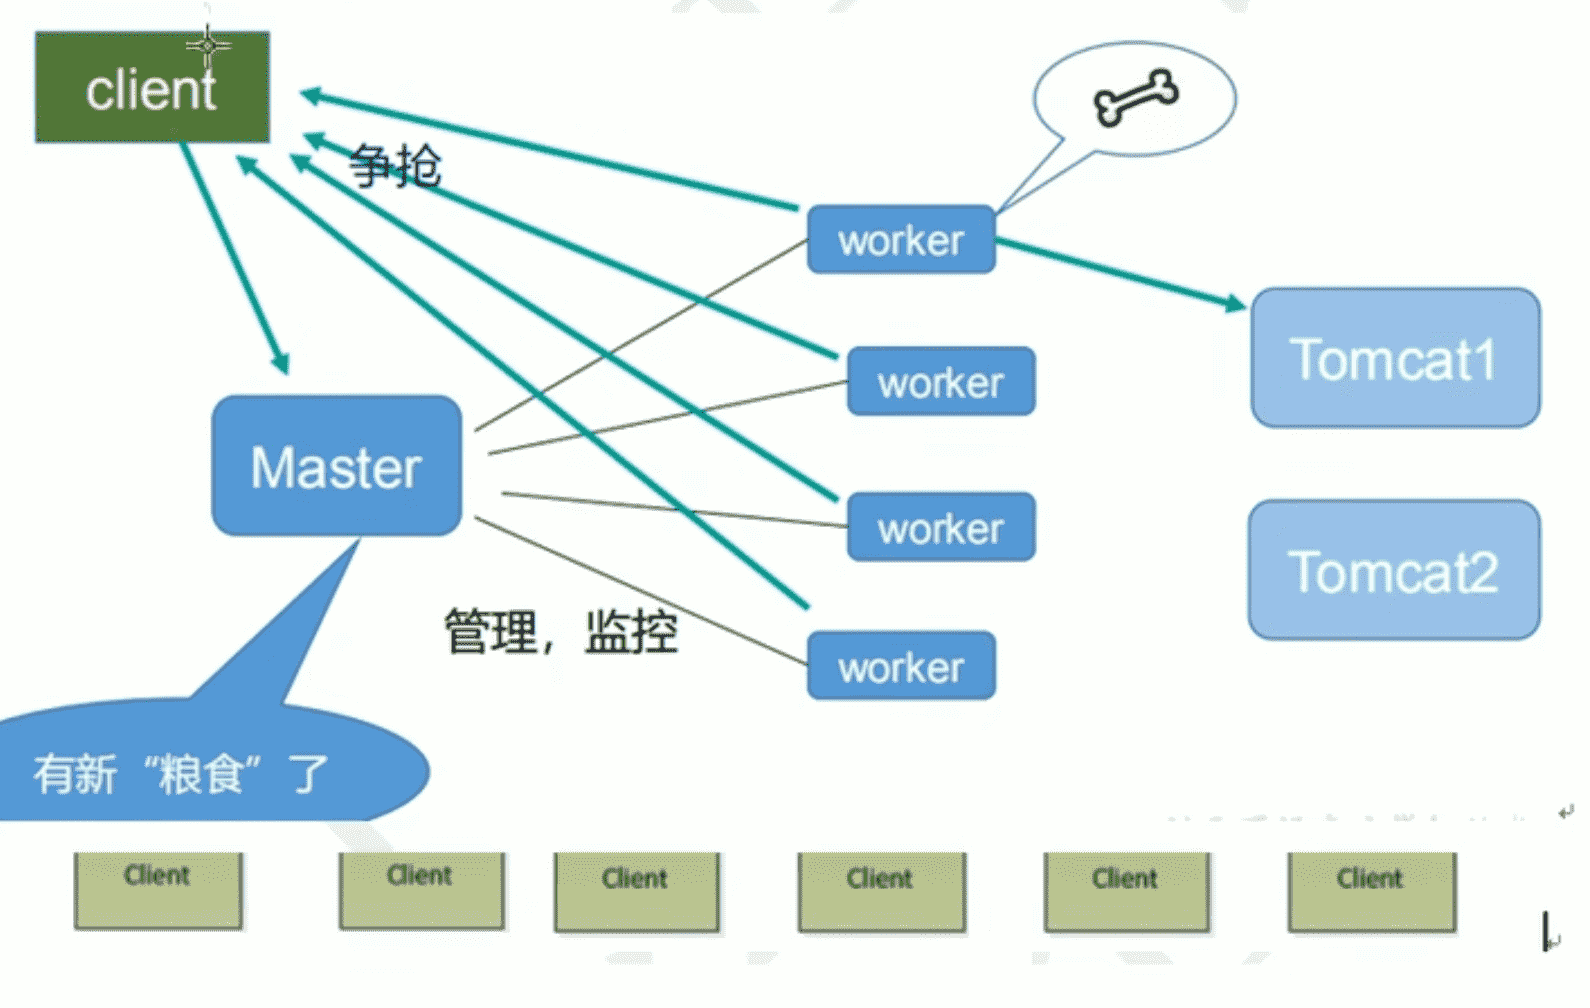 client
争抢
worker
worker
Tomcat1
Master
worker
Tomcat2
管理，监控
worker
有新“粮食”了
Client
Client
Client
Client
Client
Client